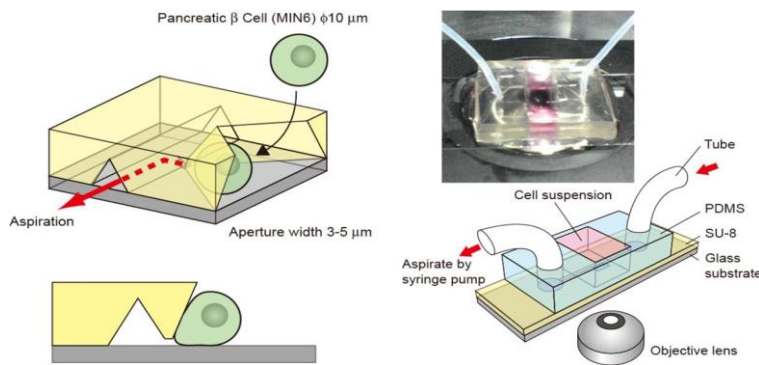 Pancreatic β Cell (MIN6) ϕ10 μm
Aspiration
Aperture width 3-5 μm
Tube
Cell suspension
PDMS
SU-8
Glass
substrate
Aspirate by
syringe pump
Objective lens